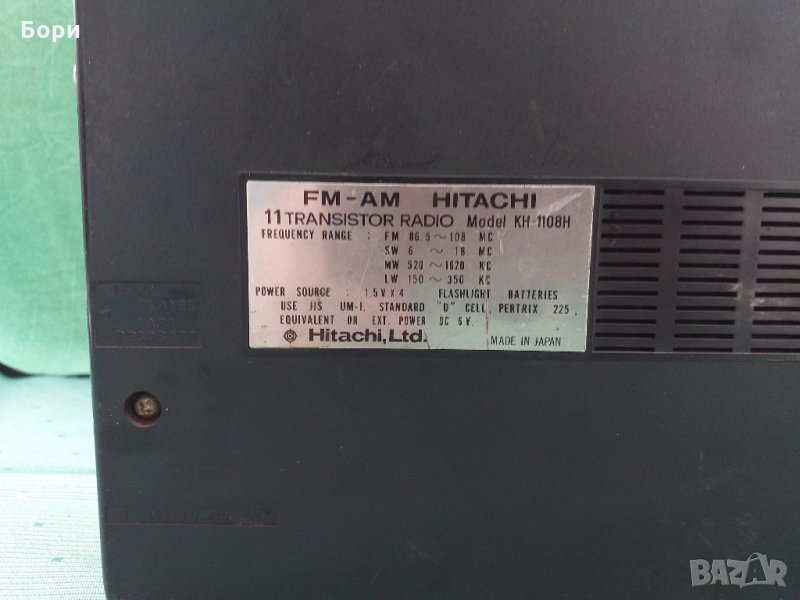 Бори
FM-AM HITACHI
11 TRANSISTOR RADIO Model KH-1108H
FREQUENCY RANGE : FM 86.5 ~ 108 MC
SW 6 ~ 18 MC
MW 520 ~ 1620 KC
LW 150 ~ 350 KC
POWER SOURCE : 1.5V x 4 FLASHLIGHT BATTERIES
USE JIS UM-1, STANDARD "D" CELL, PERTRIX 225,
EQUIVALENT OR EXT. POWER DC 6V.
Hitachi, Ltd.
MADE IN JAPAN
BAZAR